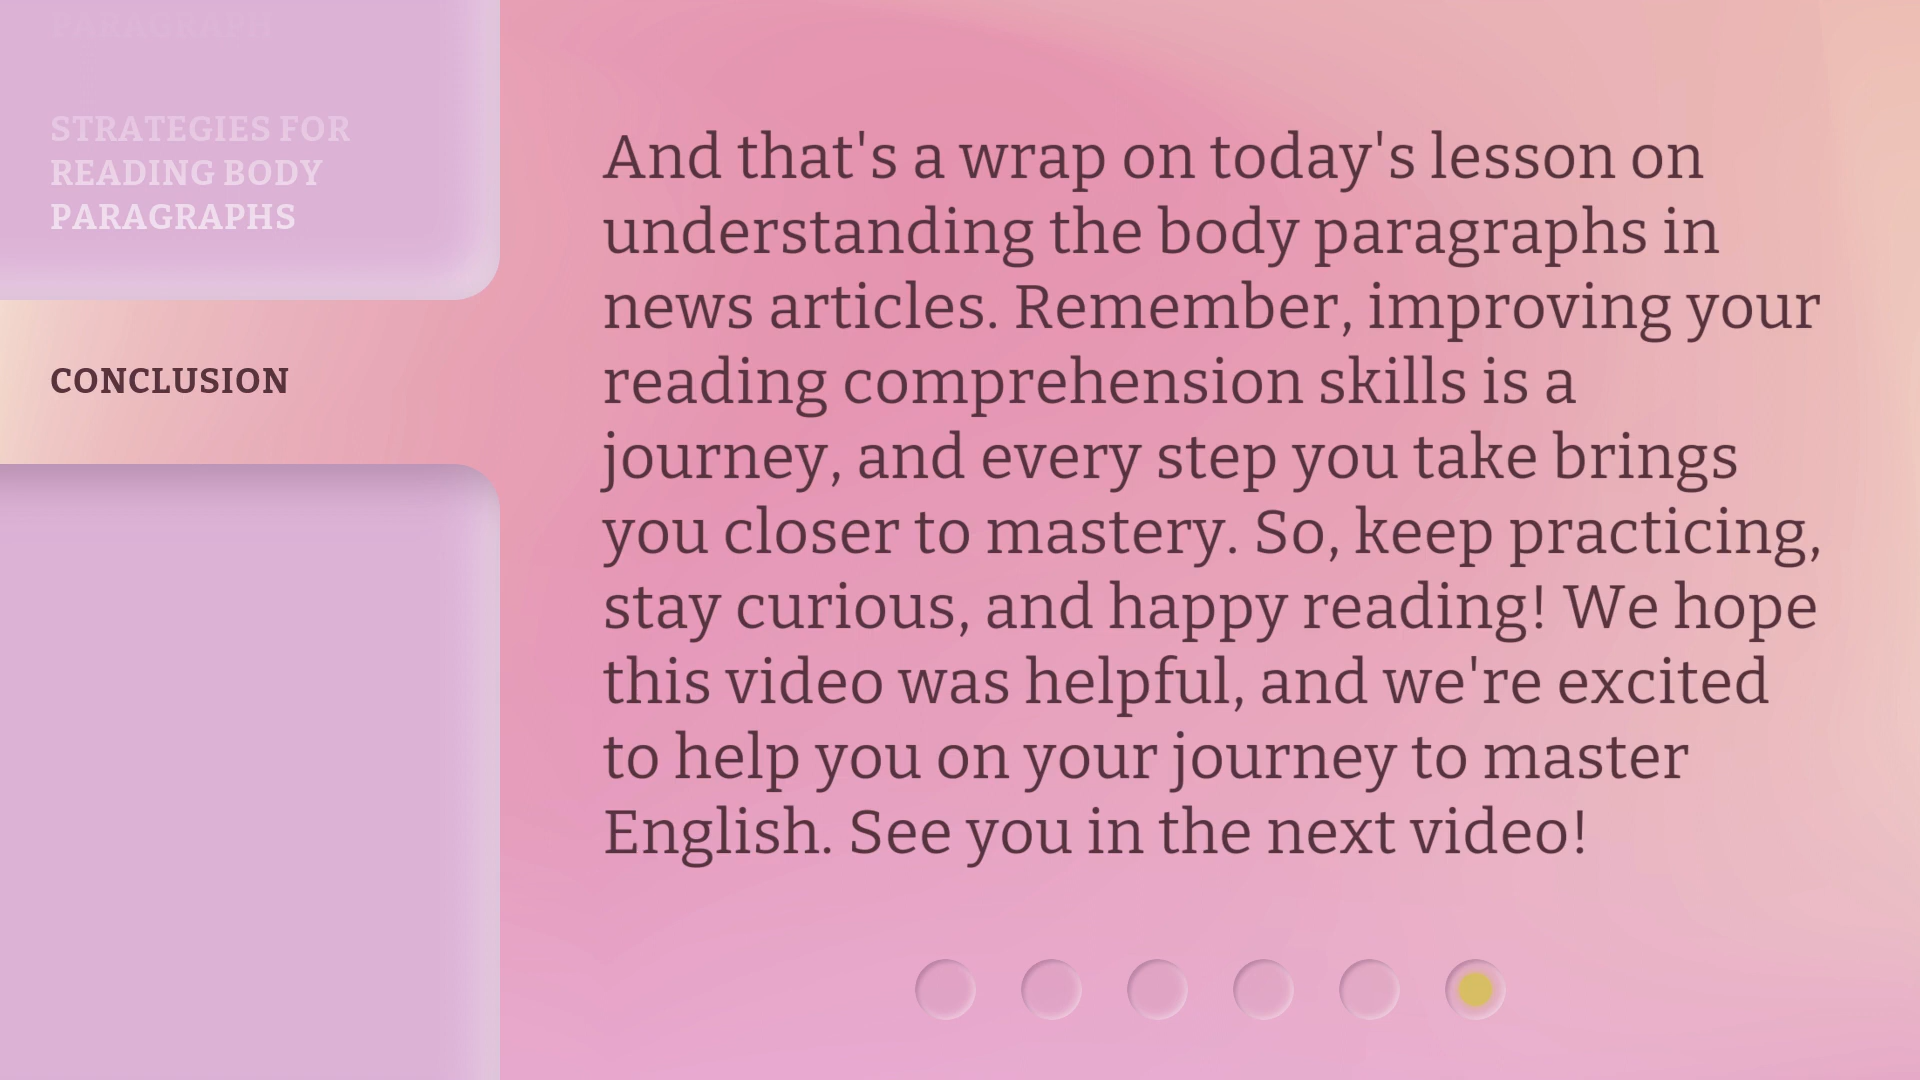 PARAGRAPH
STRATEGIES FOR
READING BODY
PARAGRAPHS
CONCLUSION
And that's a wrap on today's lesson on
understanding the body paragraphs in
news articles. Remember, improving your
reading comprehension skills is a
journey, and every step you take brings
you closer to mastery. So, keep practicing,
stay curious, and happy reading! We hope
this video was helpful, and we're excited
to help you on your journey to master
English. See you in the next video!